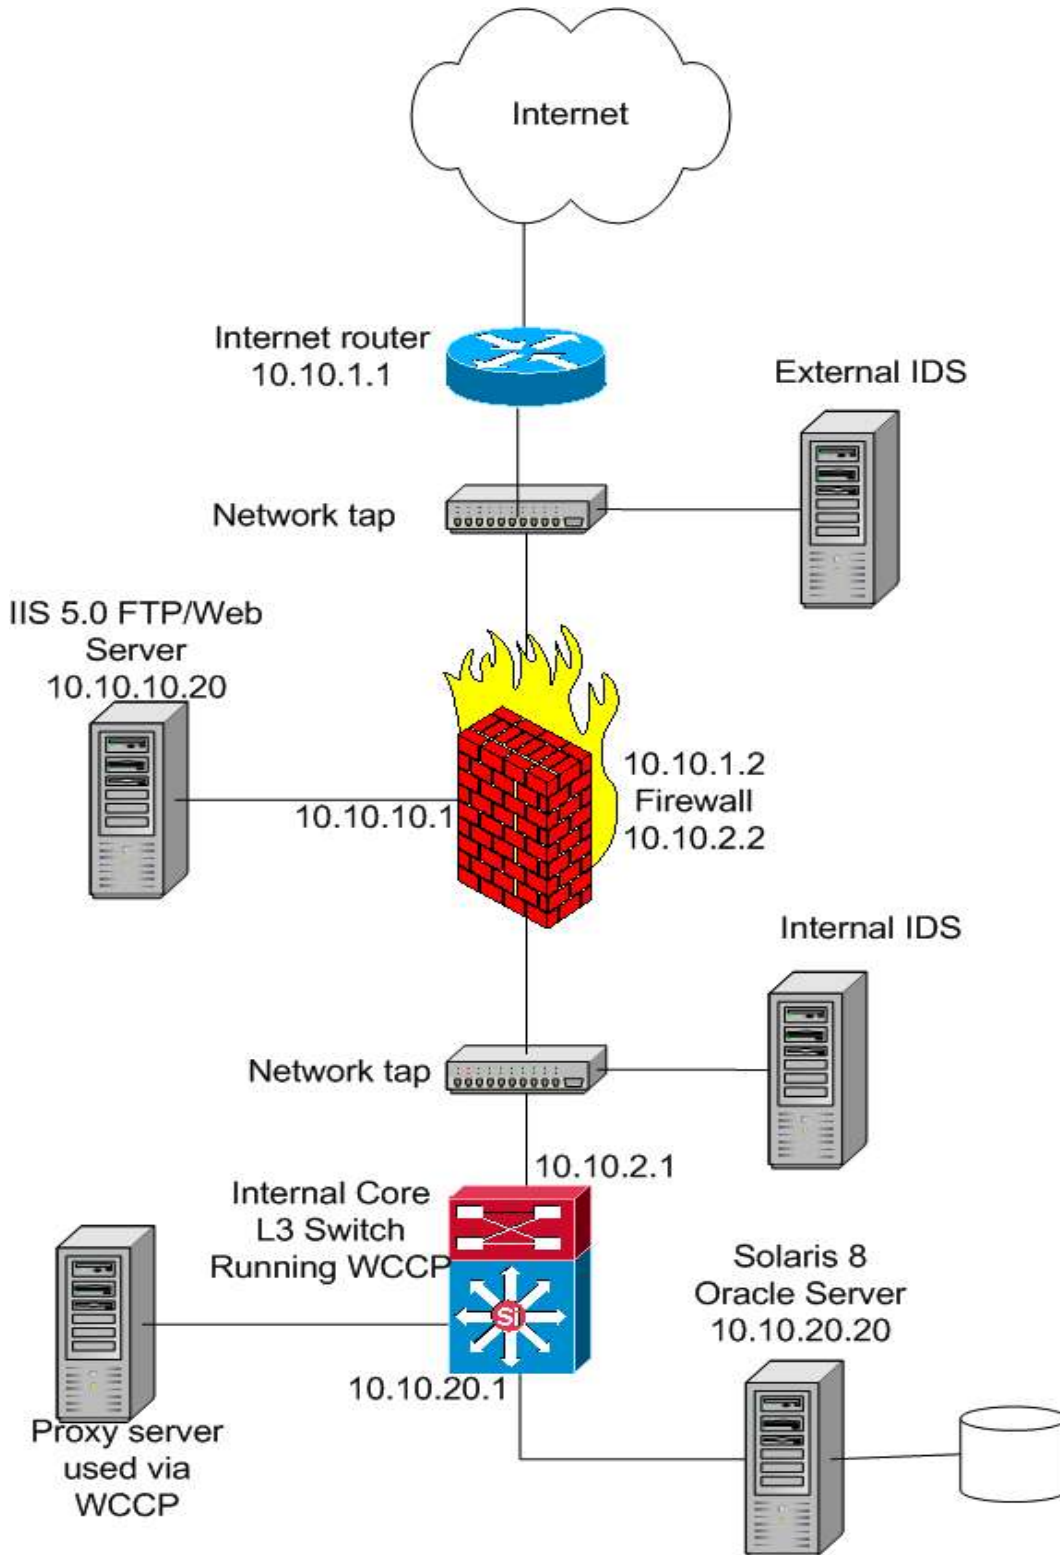 Internet
Internet router
10.10.1.1
External IDS
Network tap
IIS 5.0 FTP/Web
Server
10.10.10.20
10.10.10.1
10.10.1.2
Firewall
10.10.2.2
Internal IDS
Network tap
10.10.2.1
Internal Core
L3 Switch
Running WCCP
Si
10.10.20.1
Solaris 8
Oracle Server
10.10.20.20
Proxy server
used via
WCCP